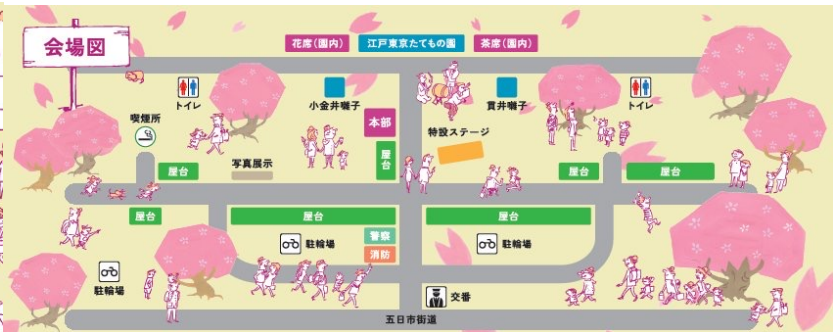 会場図
花席(園内)
江戸東京たてもの園
茶席(園内)
トイレ
小金井囃子
貫井囃子
トイレ
喫煙所
本部
特設ステージ
屋台
写真展示
屋台
屋台
屋台
屋台
屋台
屋台
警察
消防
駐輪場
駐輪場
駐輪場
交番
五日市街道